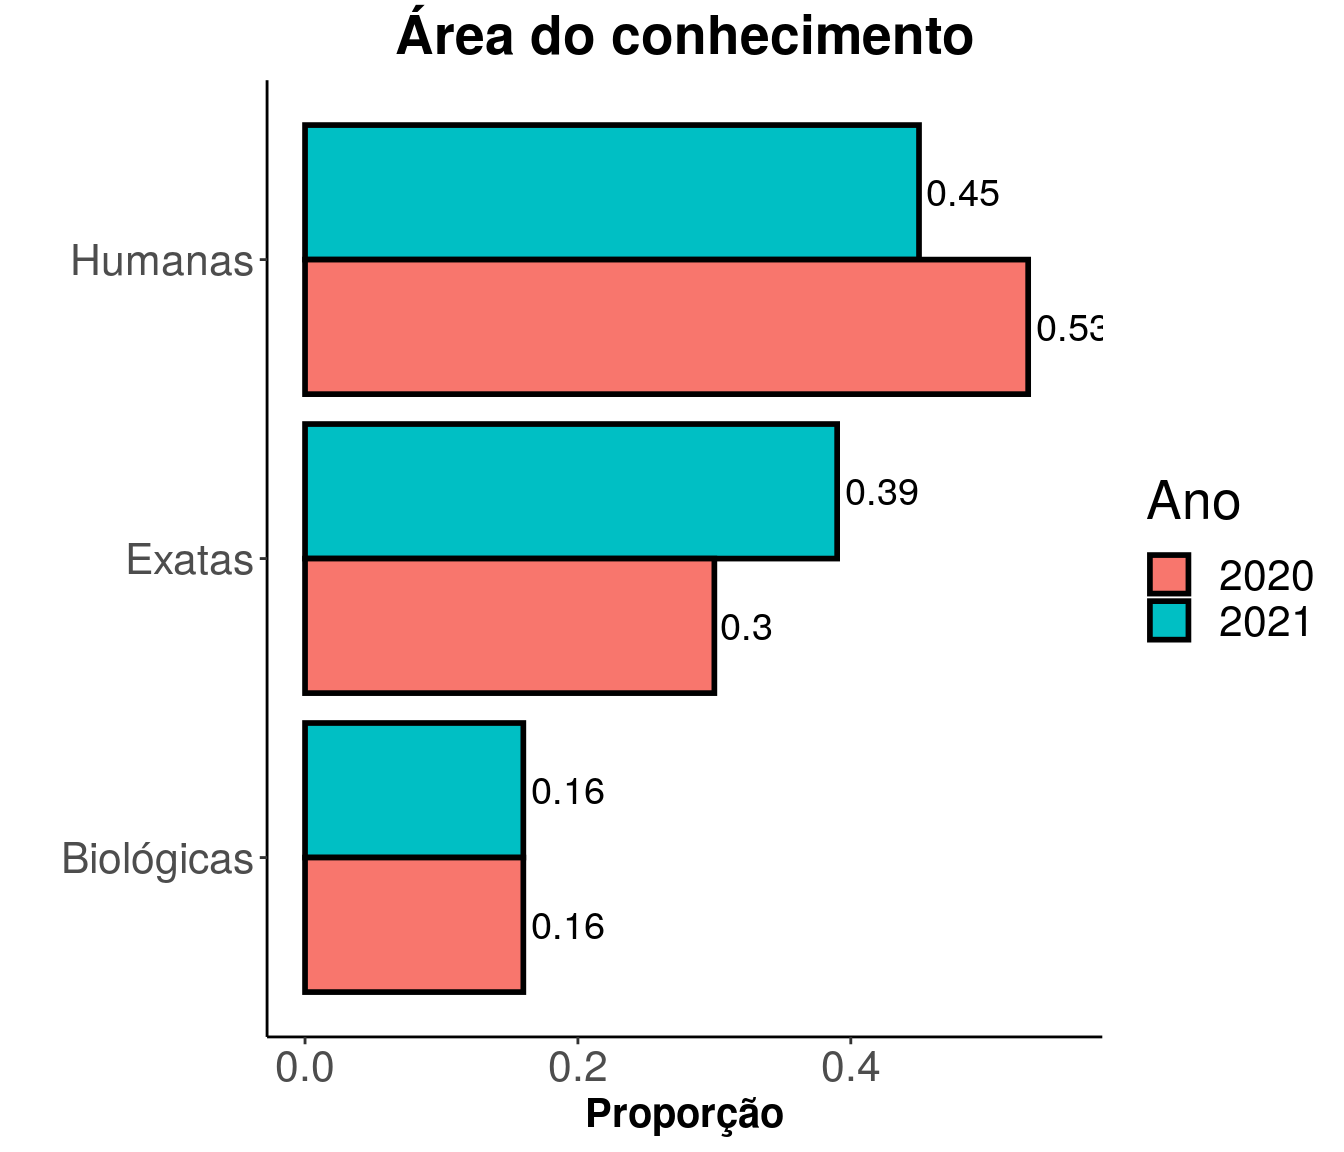 Área do conhecimento
Humanas
0.45
0.53
Exatas
0.39
0.3
Biológicas
0.16
0.16
0.0 0.2 0.4
Proporção
Ano
2020
2021